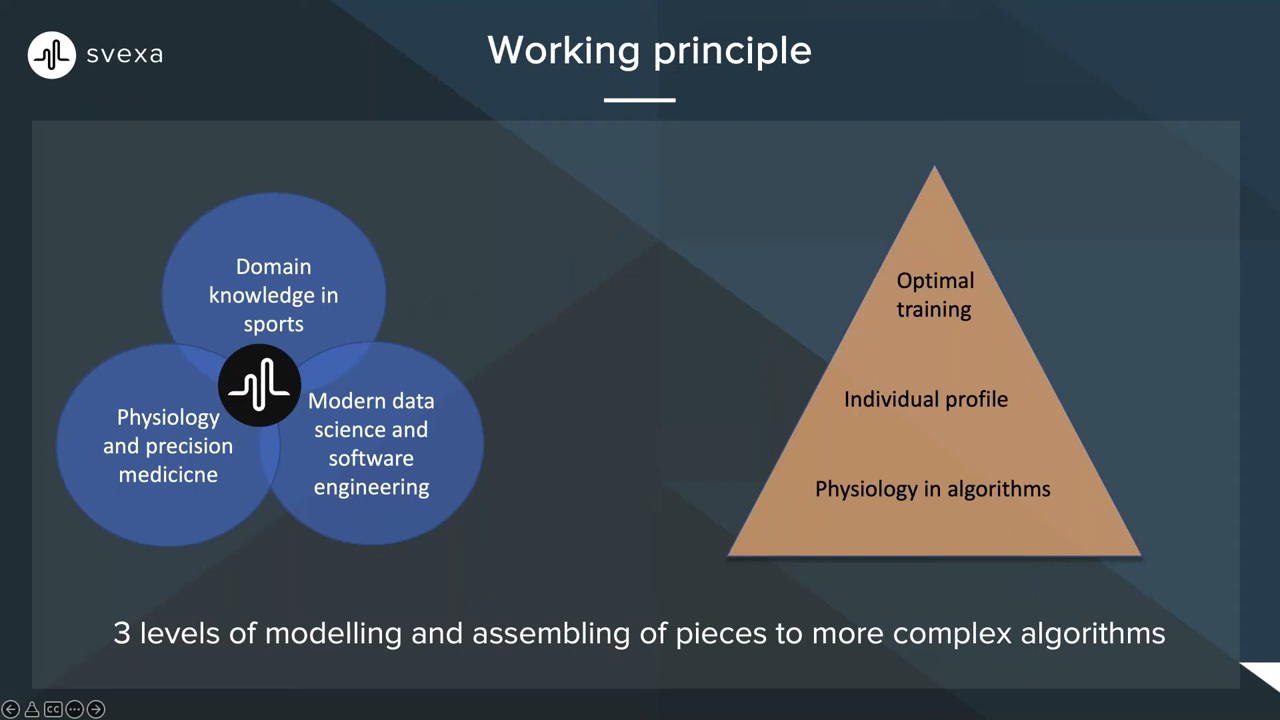 svexa
Working principle
Domain
knowledge in
sports
Physiology
and precision
medicicne
Modern data
science and
software
engineering
Optimal
training
Individual profile
Physiology in algorithms
3 levels of modelling and assembling of pieces to more complex algorithms
CC